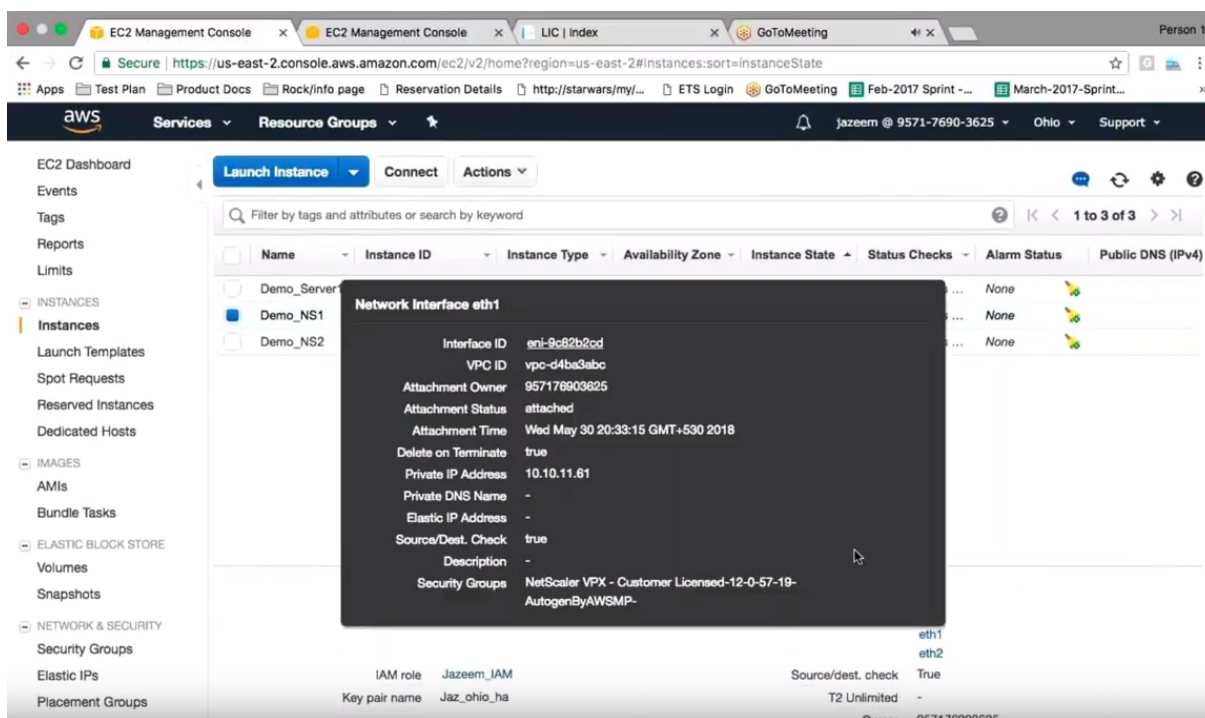 EC2 Management Console
EC2 Management Console
LIC | Index
GoToMeeting
Person 1
Secure | https://us-east-2.console.aws.amazon.com/ec2/v2/home?region=us-east-2#Instances:sort=instanceState
Apps Test Plan Product Docs Rock/info page Reservation Details http://starwars/my/... ETS Login GoToMeeting Feb-2017 Sprint -... March-2017-Sprint...
aws Services Resource Groups jazeem @ 9571-7690-3625 Ohio Support
EC2 Dashboard
Events
Tags
Reports
Limits
INSTANCES
Instances
Launch Templates
Spot Requests
Reserved Instances
Dedicated Hosts
IMAGES
AMIs
Bundle Tasks
ELASTIC BLOCK STORE
Volumes
Snapshots
NETWORK & SECURITY
Security Groups
Elastic IPs
Placement Groups
Launch Instance Connect Actions
Filter by tags and attributes or search by keyword
1 to 3 of 3
Name Instance ID Instance Type Availability Zone Instance State Status Checks Alarm Status Public DNS (IPv4)
Demo_Server1 ... None
Demo_NS1 ... None
Demo_NS2 ... None
Network Interface eth1
Interface ID eni-9c82b2cd
VPC ID vpc-d4ba3abc
Attachment Owner 957176903625
Attachment Status attached
Attachment Time Wed May 30 20:33:15 GMT+530 2018
Delete on Terminate true
Private IP Address 10.10.11.61
Private DNS Name -
Elastic IP Address -
Source/Dest. Check true
Description -
Security Groups NetScaler VPX - Customer Licensed-12-0-57-19-
AutogenByAWSMP-
eth1
eth2
IAM role Jazeem_IAM Source/dest. check True
Key pair name Jaz_ohio_ha T2 Unlimited -